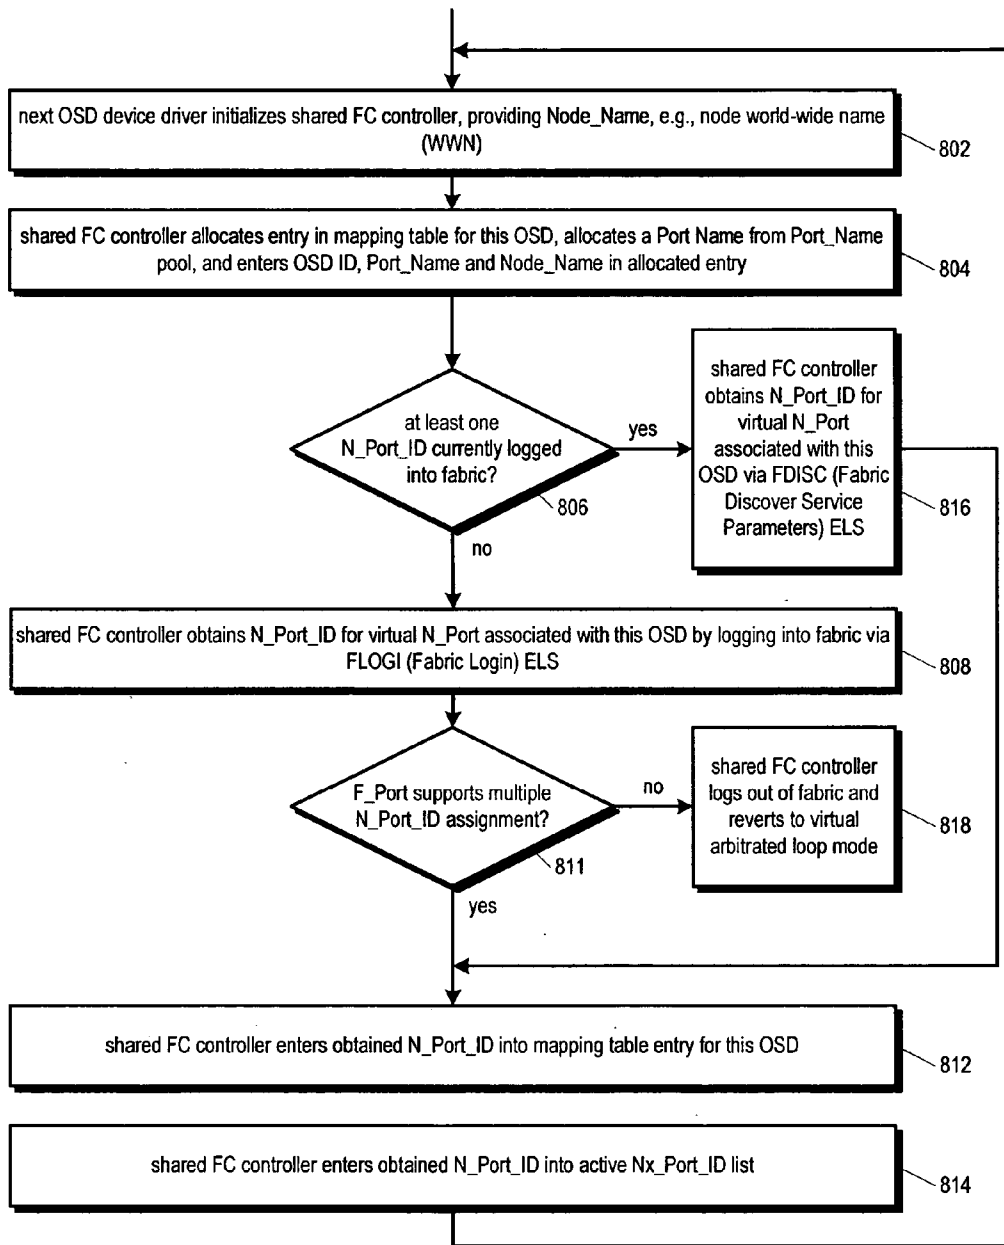 next OSD device driver initializes shared FC controller, providing Node_Name, e.g., node world-wide name
(WWN)
802
shared FC controller allocates entry in mapping table for this OSD, allocates a Port Name from Port_Name
pool, and enters OSD ID, Port_Name and Node_Name in allocated entry
804
at least one
N_Port_ID currently logged
into fabric?
806
yes
no
shared FC controller
obtains N_Port_ID for
virtual N_Port
associated with this
OSD via FDISC (Fabric
Discover Service
Parameters) ELS
816
shared FC controller obtains N_Port_ID for virtual N_Port associated with this OSD by logging into fabric via
FLOGI (Fabric Login) ELS
808
F_Port supports multiple
N_Port_ID assignment?
811
no
yes
shared FC controller
logs out of fabric and
reverts to virtual
arbitrated loop mode
818
shared FC controller enters obtained N_Port_ID into mapping table entry for this OSD
812
shared FC controller enters obtained N_Port_ID into active Nx_Port_ID list
814